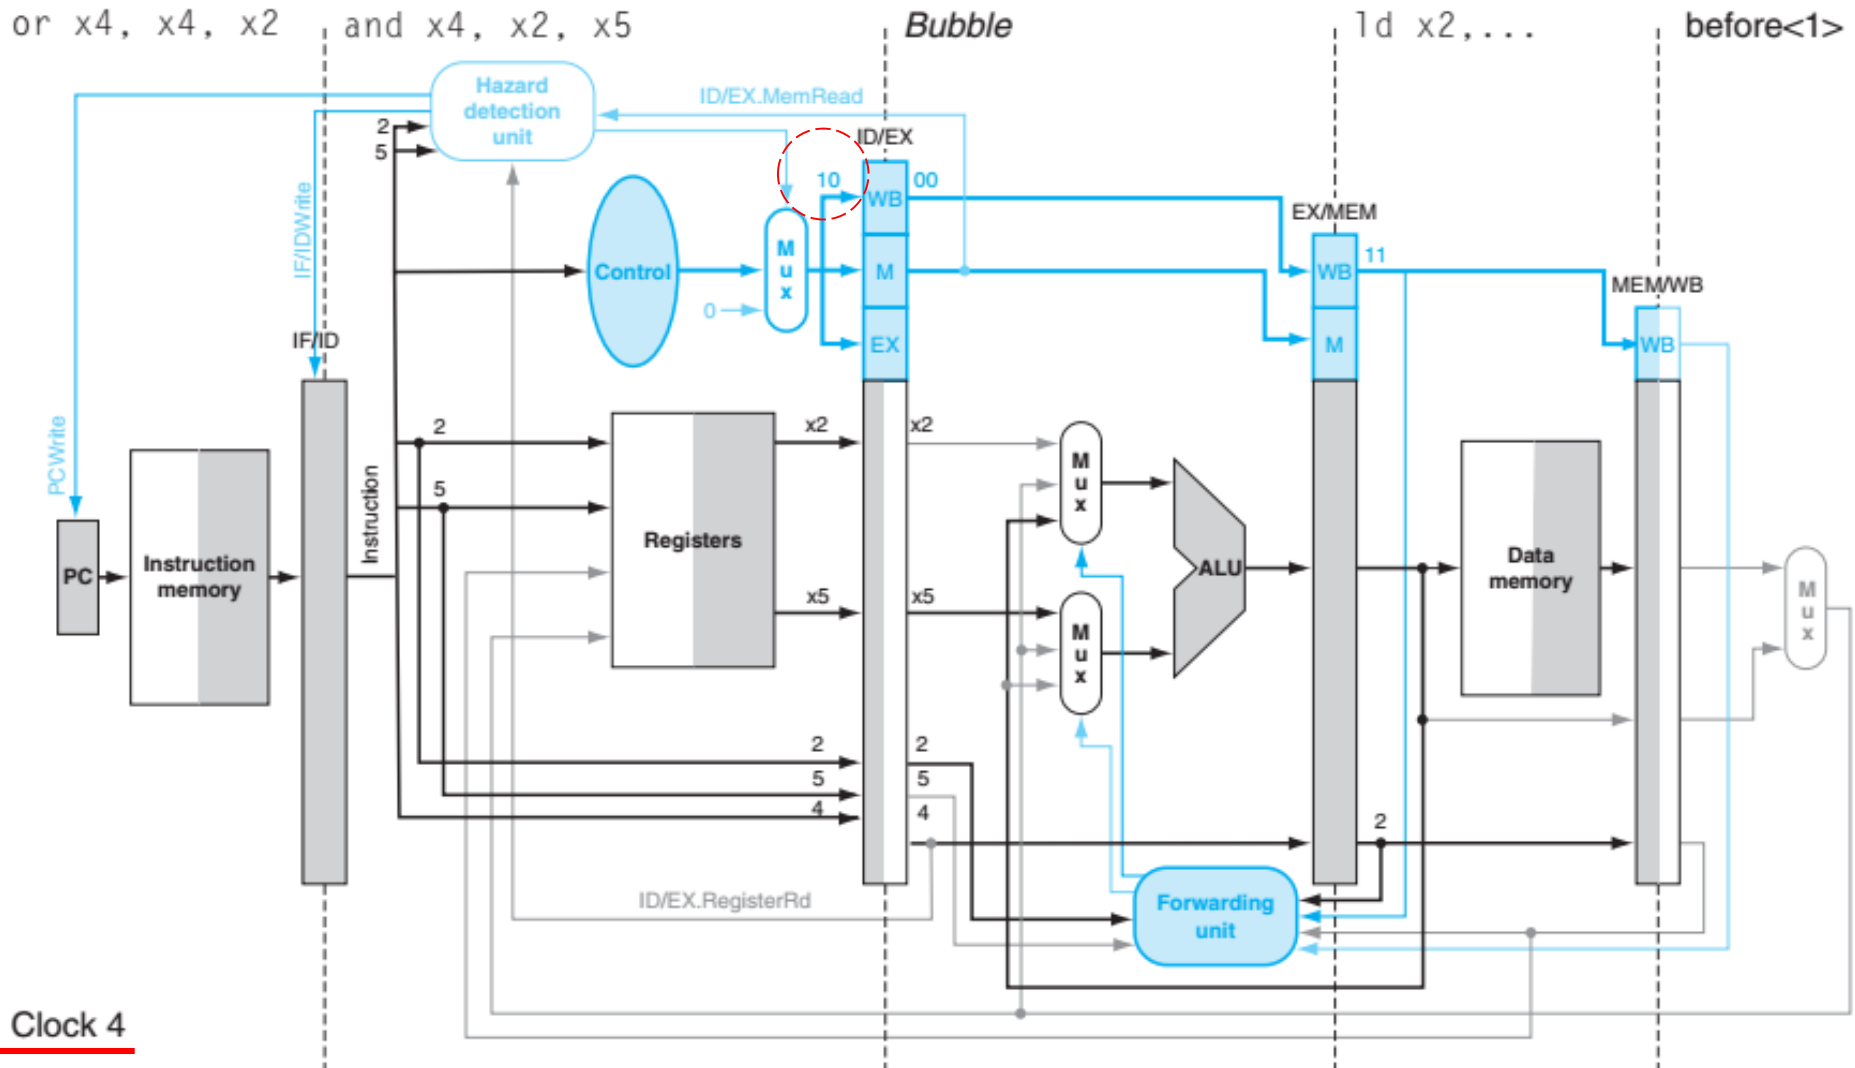 or x4, x4, x2
and x4, x2, x5
Bubble
ld x2,...
before<1>
Hazard
detection
unit
ID/EX.MemRead
2
5
ID/EX
10
WB
00
IF/IDWrite
Control
M
u
x
0
M
EX
EX/MEM
WB
11
M
MEM/WB
WB
IF/ID
PCWrite
PC
Instruction
memory
Instruction
2
5
Registers
x2
x5
x2
x5
M
u
x
M
u
x
ALU
Data
memory
M
u
x
2
5
4
2
5
4
2
ID/EX.RegisterRd
Forwarding
unit
Clock 4